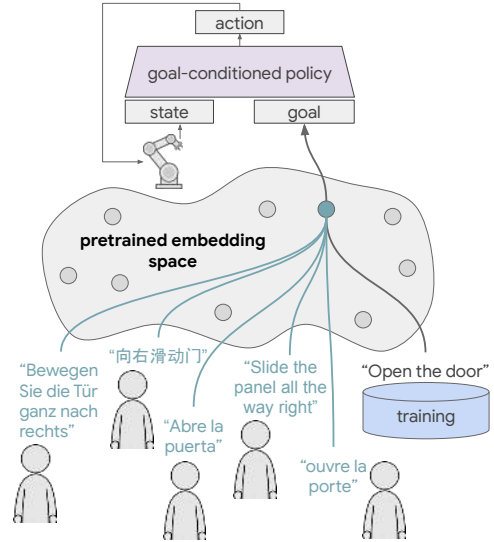 action
goal-conditioned policy
state
goal
pretrained embedding
space
“Bewegen
Sie die Tür
ganz nach
rechts”
“向右滑动门”
“Abre la
puerta”
“Slide the
panel all the
way right”
“ouvre la
porte”
“Open the door”
training